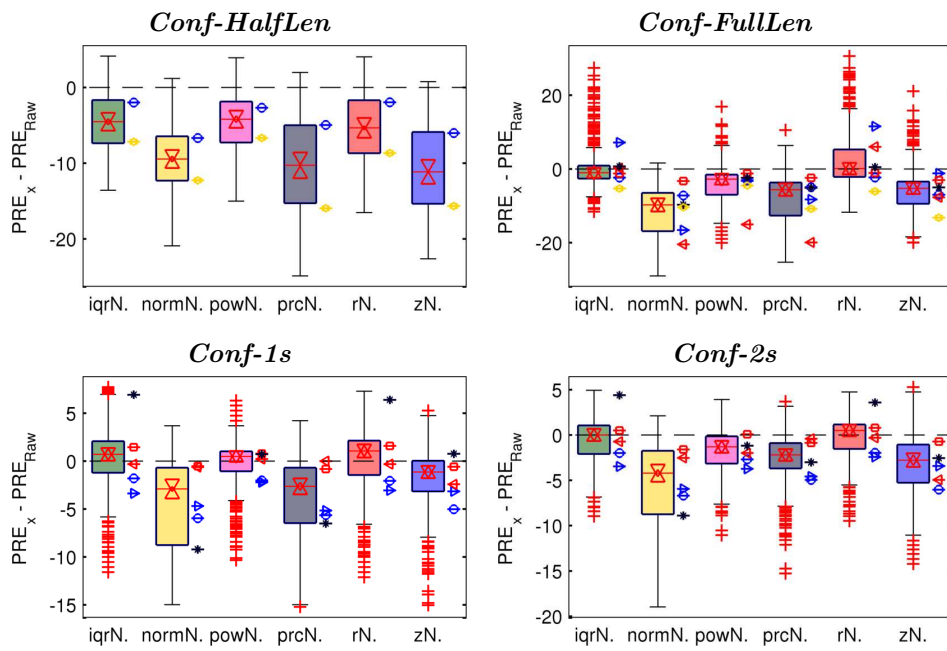 Conf-HalfLen
PREx - PRERaw
0
-10
-20
iqrN. normN. powN. prcN. rN. zN.
Conf-FullLen
PREx - PRERaw
20
0
-20
iqrN. normN. powN. prcN. rN. zN.
Conf-1s
PREx - PRERaw
5
0
-5
-10
-15
iqrN. normN. powN. prcN. rN. zN.
Conf-2s
PREx - PRERaw
5
0
-5
-10
-15
-20
iqrN. normN. powN. prcN. rN. zN.